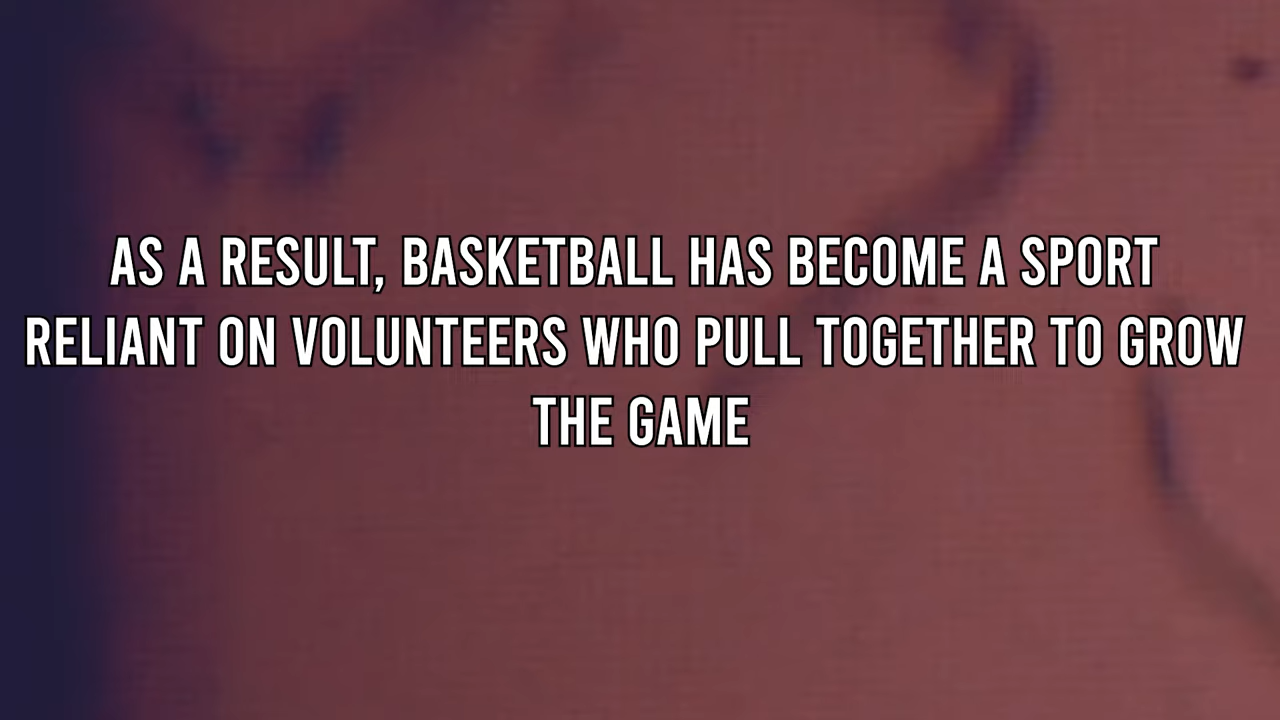 AS A RESULT, BASKETBALL HAS BECOME A SPORT
RELIANT ON VOLUNTEERS WHO PULL TOGETHER TO GROW
THE GAME